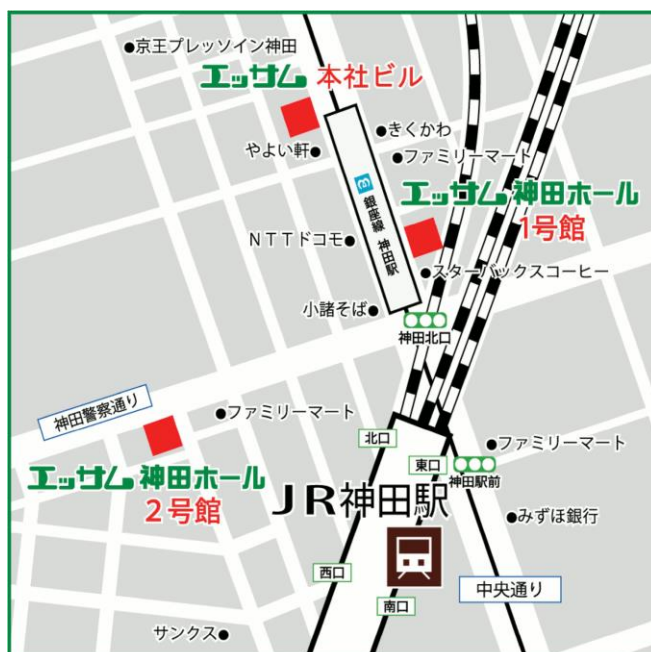 京王プレッソイン神田
エッサム 本社ビル
きくかわ
やよい軒
ファミリーマート
エッサム 神田ホール
1号館
3 銀座線 神田駅
NTTドコモ
スターバックスコーヒー
小諸そば
神田北口
神田警察通り
ファミリーマート
北口
ファミリーマート
東口
エッサム 神田ホール
神田駅前
2号館
JR神田駅
みずほ銀行
西口
中央通り
南口
サンクス